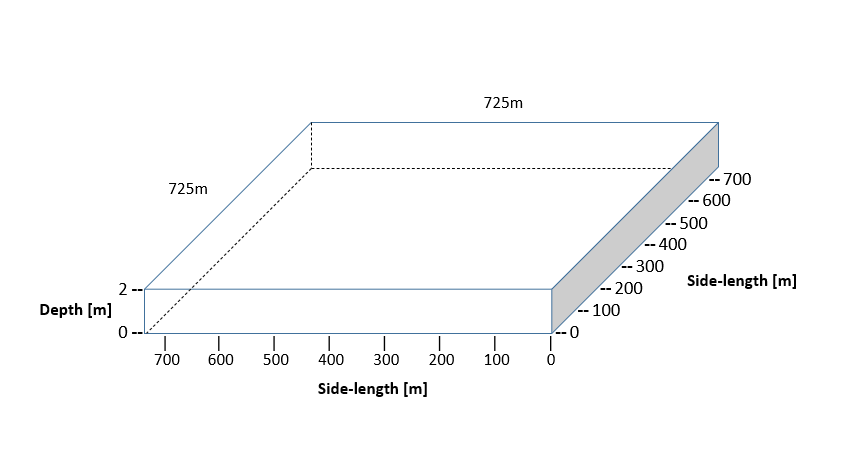 725m
725m
-- 700
-- 600
-- 500
-- 400
-- 300
-- 200
-- 100
-- 0
Side-length [m]
2 --
Depth [m]
0 --
700 600 500 400 300 200 100 0
Side-length [m]